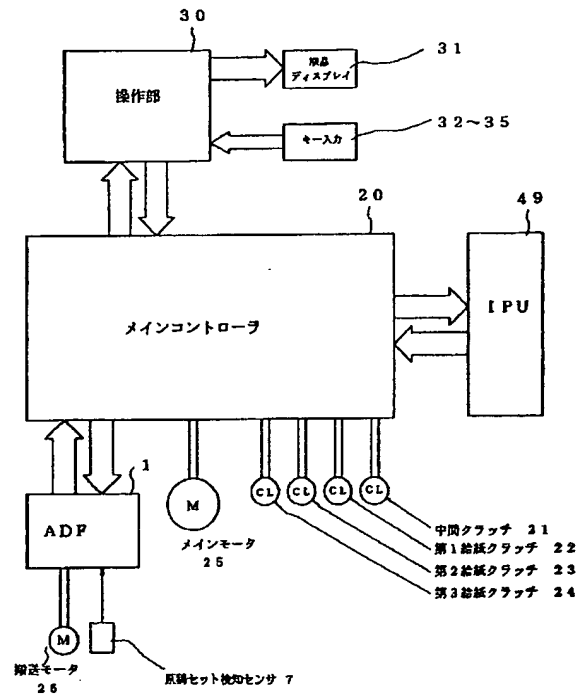 30
液晶
ディスプレイ
31
操作部
キー入力
32～35
20
49
メインコントローラ
IPU
1
ADF
M
メインモータ
25
CL
CL
CL
CL
中間クラッチ 21
第1給紙クラッチ 22
第2給紙クラッチ 23
第3給紙クラッチ 24
M
搬送モータ
26
原稿セット検知センサ 7